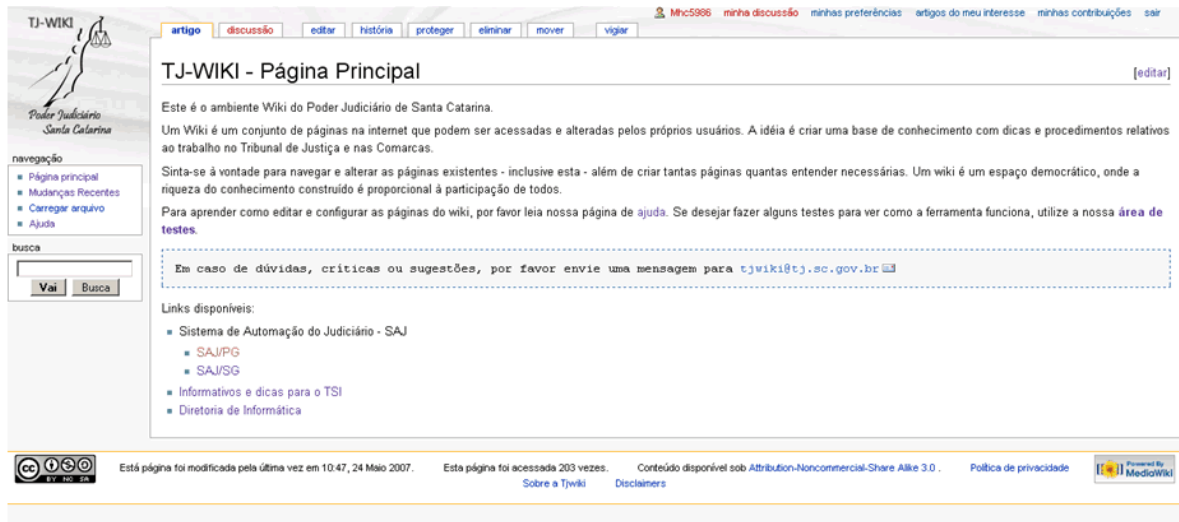 TJ-WIKI
Poder Judiciário
Santa Catarina
Mhc5986 minha discussão minhas preferências artigos do meu interesse minhas contribuições sair
artigo discussão editar história proteger eliminar mover vigiar
TJ-WIKI - Página Principal [editar]
Este é o ambiente Wiki do Poder Judiciário de Santa Catarina.
Um Wiki é um conjunto de páginas na internet que podem ser acessadas e alteradas pelos próprios usuários. A idéia é criar uma base de conhecimento com dicas e procedimentos relativos
ao trabalho no Tribunal de Justiça e nas Comarcas.
Sinta-se à vontade para navegar e alterar as páginas existentes - inclusive esta - além de criar tantas páginas quantas entender necessárias. Um wiki é um espaço democrático, onde a
riqueza do conhecimento construído é proporcional à participação de todos.
Para aprender como editar e configurar as páginas do wiki, por favor leia nossa página de ajuda. Se desejar fazer alguns testes para ver como a ferramenta funciona, utilize a nossa área de
testes.
Em caso de dúvidas, críticas ou sugestões, por favor envie uma mensagem para tjwiki@tj.sc.gov.br
Links disponíveis:
Sistema de Automação do Judiciário - SAJ
SAJ/PG
SAJ/SG
Informativos e dicas para o TSI
Diretoria de Informática
navegação
Página principal
Mudanças Recentes
Carregar arquivo
Ajuda
busca
Vai Busca
cc BY NC SA
Está página foi modificada pela última vez em 10:47, 24 Maio 2007. Esta página foi acessada 203 vezes. Conteúdo disponível sob Attribution-Noncommercial-Share Alike 3.0 . Política de privacidade
Sobre a Tjwiki Disclaimers
Powered By
MediaWiki